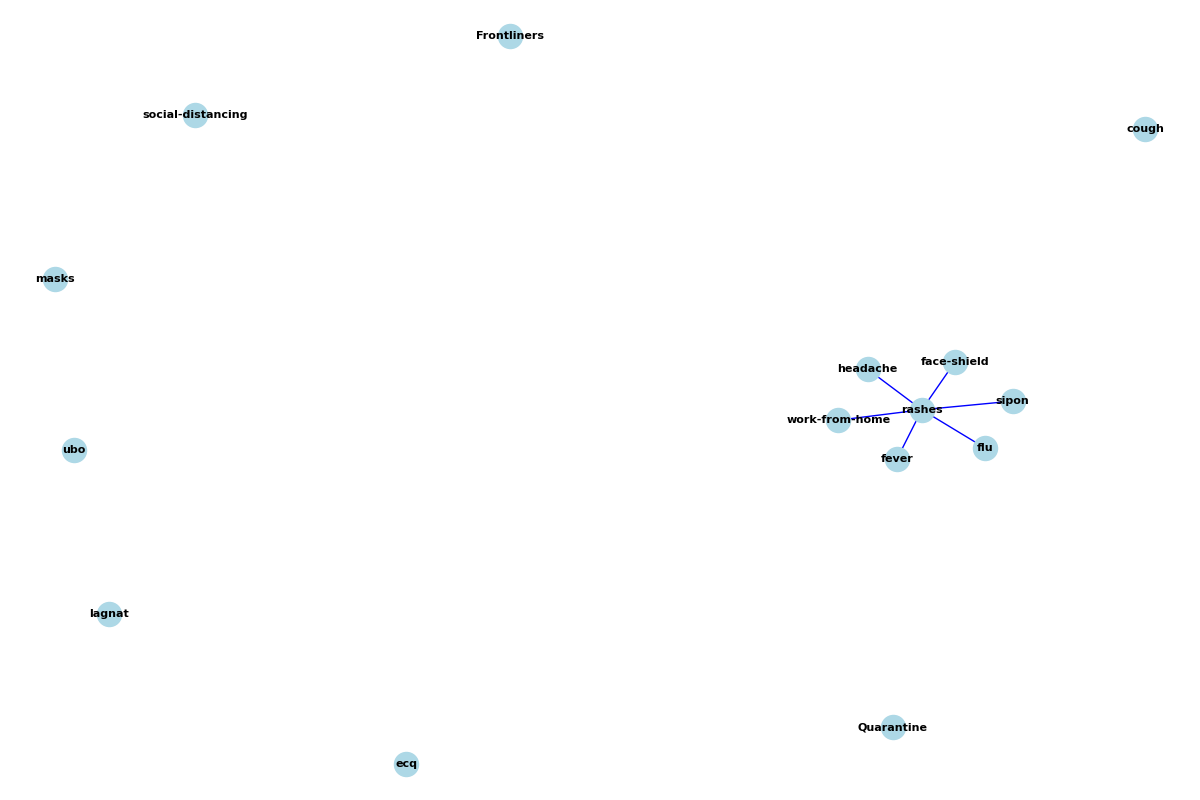 Frontliners
social-distancing
cough
masks
face-shield
headache
sipon
rashes
work-from-home
flu
ubo
fever
lagnat
Quarantine
ecq